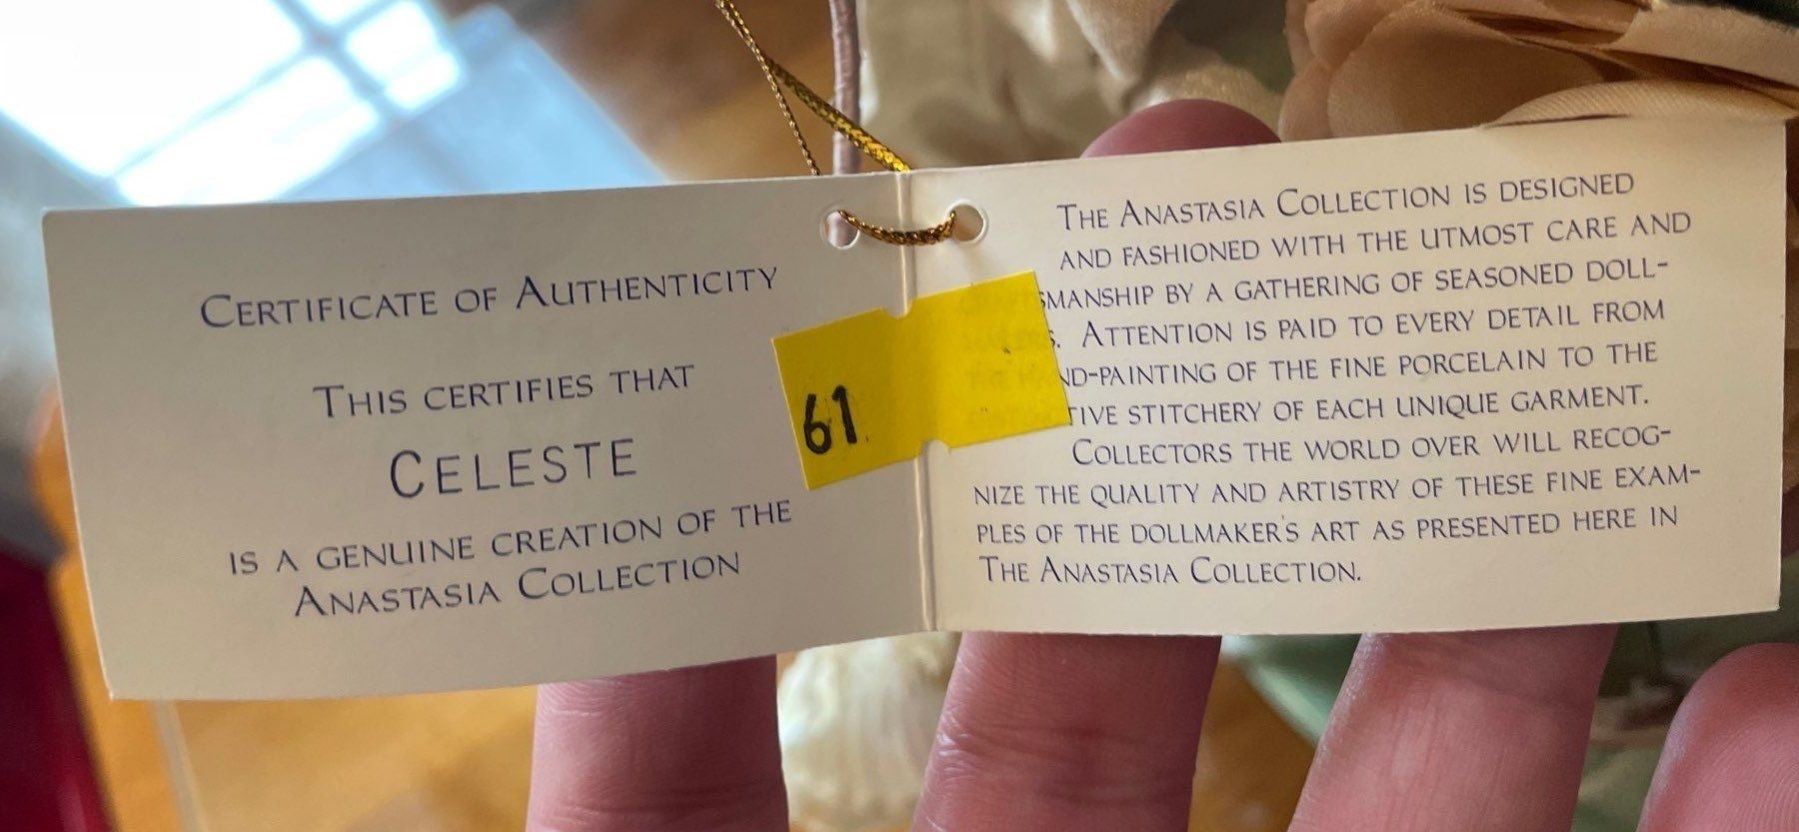 CERTIFICATE OF AUTHENTICITY
THIS CERTIFIES THAT
CELESTE
IS A GENUINE CREATION OF THE
ANASTASIA COLLECTION
61
THE ANASTASIA COLLECTION IS DESIGNED
AND FASHIONED WITH THE UTMOST CARE AND
SMANSHIP BY A GATHERING OF SEASONED DOLL-
S. ATTENTION IS PAID TO EVERY DETAIL FROM
ND-PAINTING OF THE FINE PORCELAIN TO THE
TIVE STITCHERY OF EACH UNIQUE GARMENT.
COLLECTORS THE WORLD OVER WILL RECOG-
NIZE THE QUALITY AND ARTISTRY OF THESE FINE EXAM-
PLES OF THE DOLLMAKER'S ART AS PRESENTED HERE IN
THE ANASTASIA COLLECTION.